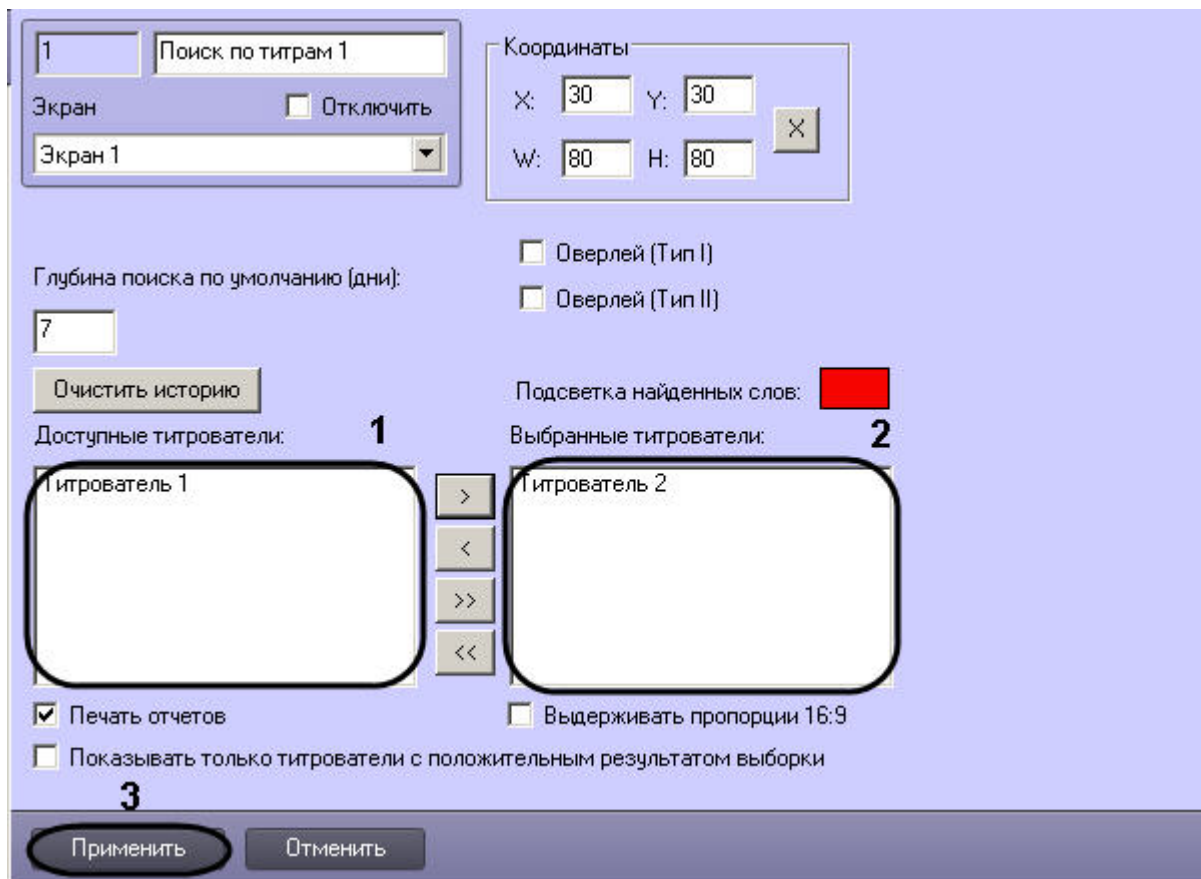 1 Поиск по титрам 1
Экран Отключить
Экран 1
Координаты
X: 30 Y: 30 X
W: 80 H: 80
Оверлей (Тип I)
Оверлей (Тип II)
Глубина поиска по умолчанию (дни):
7
Очистить историю
Подсветка найденных слов:
Доступные титрователи: 1
Выбранные титрователи: 2
Титрователь 1
Титрователь 2
>
<
>>
<<
Печать отчетов
Выдерживать пропорции 16:9
Показывать только титрователи с положительным результатом выборки
3
Применить Отменить